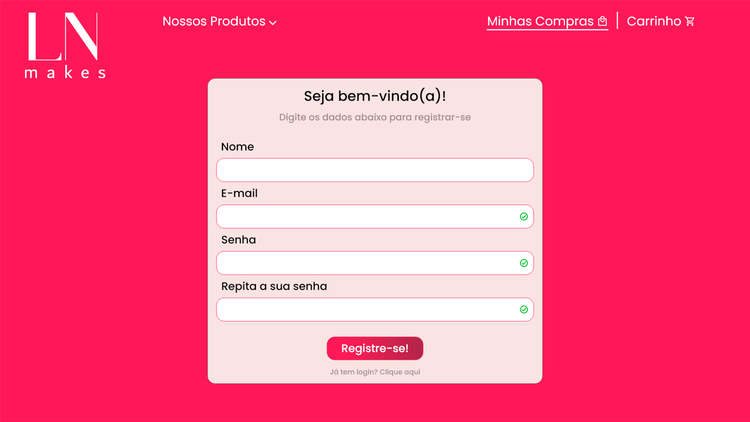 LN
makes
Nossos Produtos
Minhas Compras
Carrinho
Seja bem-vindo(a)!
Digite os dados abaixo para registrar-se
Nome
E-mail
Senha
Repita a sua senha
Registre-se!
Já tem login? Clique aqui